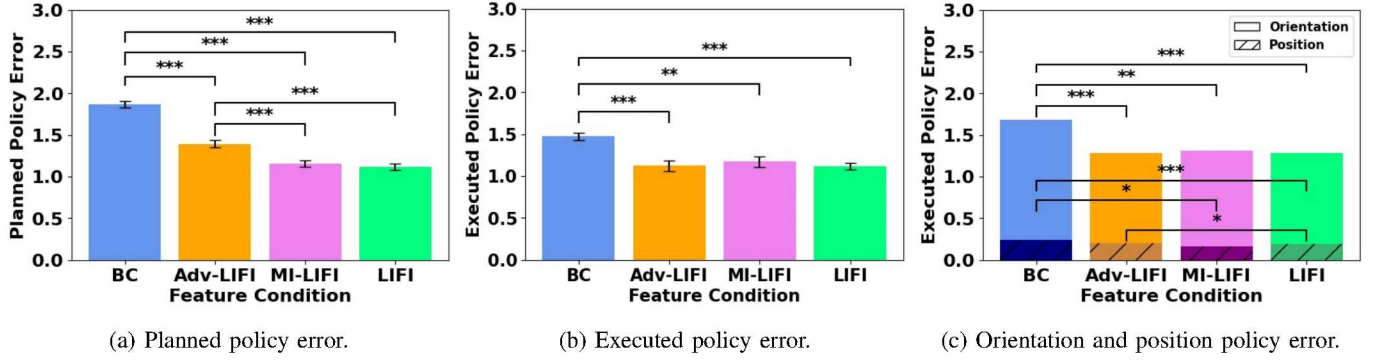 3.0
2.5
2.0
1.5
1.0
0.5
0.0
Planned Policy Error
***
***
***
***
***
BC Adv-LIFI MI-LIFI LIFI
Feature Condition
(a) Planned policy error.
3.0
2.5
2.0
1.5
1.0
0.5
0.0
Executed Policy Error
***
**
***
BC Adv-LIFI MI-LIFI LIFI
Feature Condition
(b) Executed policy error.
3.0
2.5
2.0
1.5
1.0
0.5
0.0
Executed Policy Error
Orientation
Position
***
**
***
***
*
*
BC Adv-LIFI MI-LIFI LIFI
Feature Condition
(c) Orientation and position policy error.